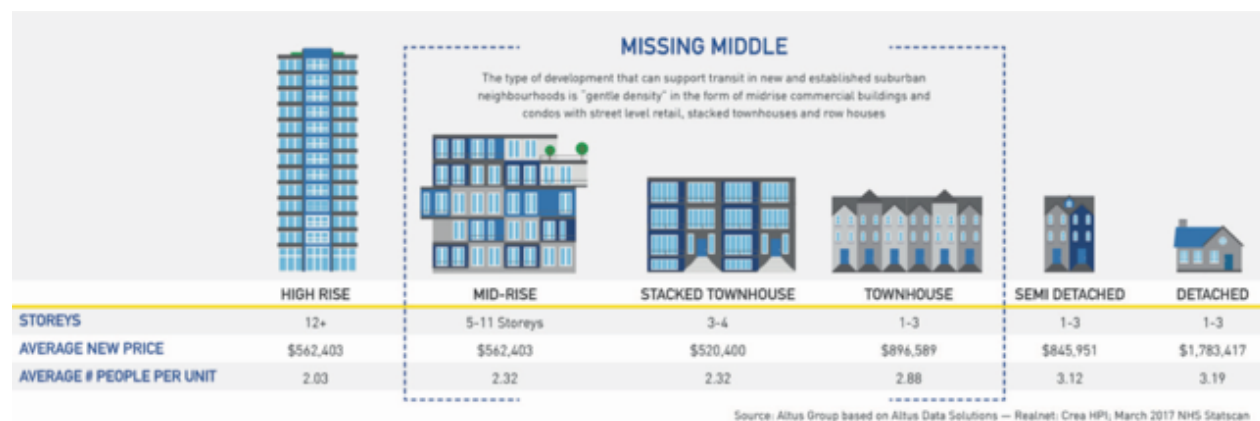 MISSING MIDDLE
The type of development that can support transit in new and established suburban
neighbourhoods is "gentle density" in the form of midrise commercial buildings and
condos with street level retail, stacked townhouses and row houses
HIGH RISE MID-RISE STACKED TOWNHOUSE TOWNHOUSE SEMI DETACHED DETACHED
STOREYS 12+ 5-11 Storeys 3-4 1-3 1-3 1-3
AVERAGE NEW PRICE $562,403 $562,403 $520,400 $896,589 $845,951 $1,783,417
AVERAGE # PEOPLE PER UNIT 2.03 2.32 2.32 2.88 3.12 3.19
Source: Altus Group based on Altus Data Solutions — Realnet; Crea HPI; March 2017 NHS Statscan